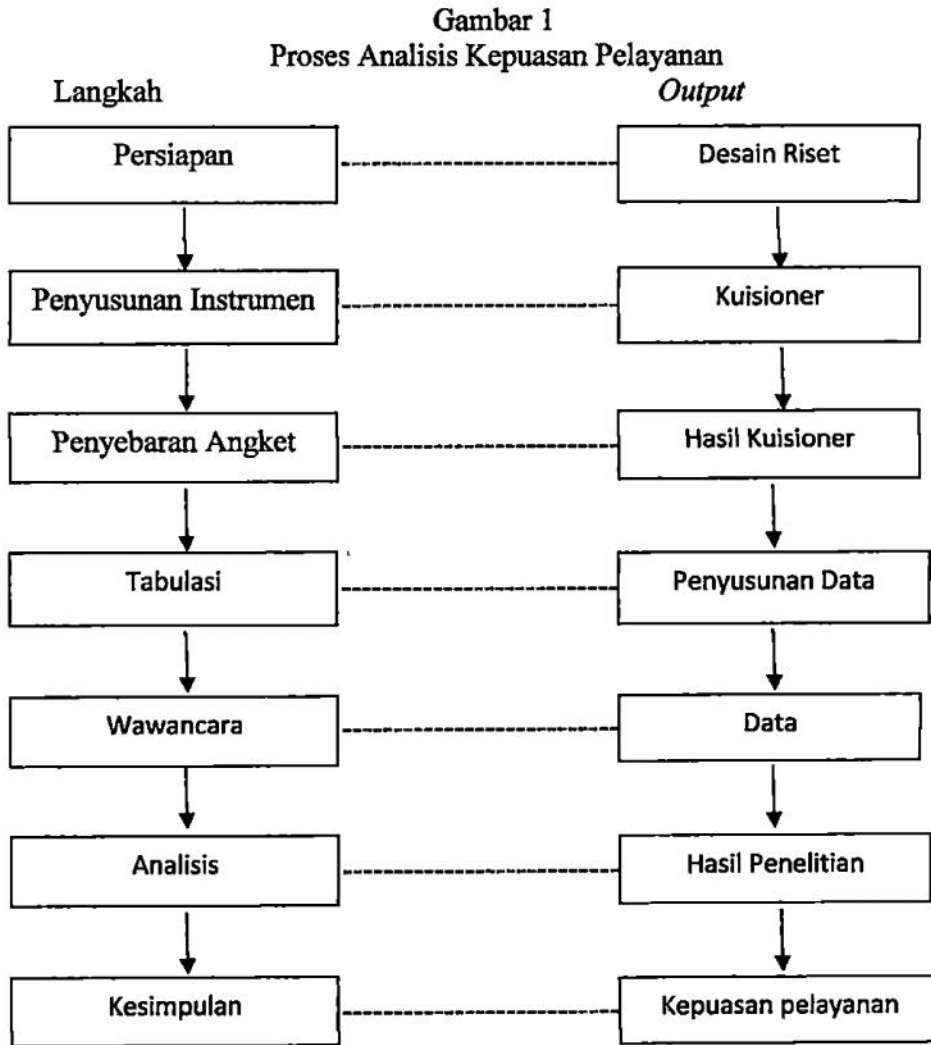 Gambar 1
Proses Analisis Kepuasan Pelayanan
Langkah Output
Persiapan Desain Riset
Penyusunan Instrumen Kuisioner
Penyebaran Angket Hasil Kuisioner
Tabulasi Penyusunan Data
Wawancara Data
Analisis Hasil Penelitian
Kesimpulan Kepuasan pelayanan